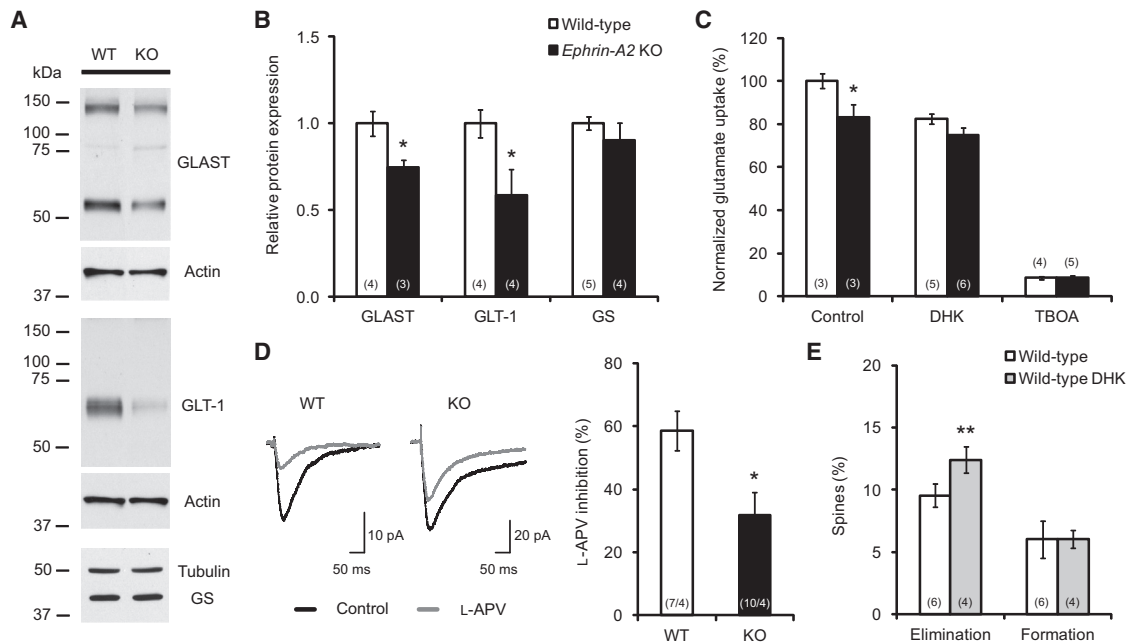 A
WT KO
kDa
150
100
75
50
GLAST
Actin
37
150
100
75
50
GLT-1
Actin
37
50
37
Tubulin
GS
B
Wild-type
Ephrin-A2 KO
Relative protein expression
1.5
1.0
0.5
0.0
* *
(4) (3) (4) (4) (5) (4)
GLAST GLT-1 GS
C
Normalized glutamate uptake (%)
120
100
80
60
40
20
0
*
(3) (3) (5) (6) (4) (5)
Control DHK TBOA
D
WT KO
10 pA
50 ms
20 pA
50 ms
Control L-APV
L-APV inhibition (%)
80
60
40
20
0
*
(7/4) (10/4)
WT KO
E
Wild-type
Wild-type DHK
Spines (%)
20
15
10
5
0
**
(6) (4) (6) (4)
Elimination Formation